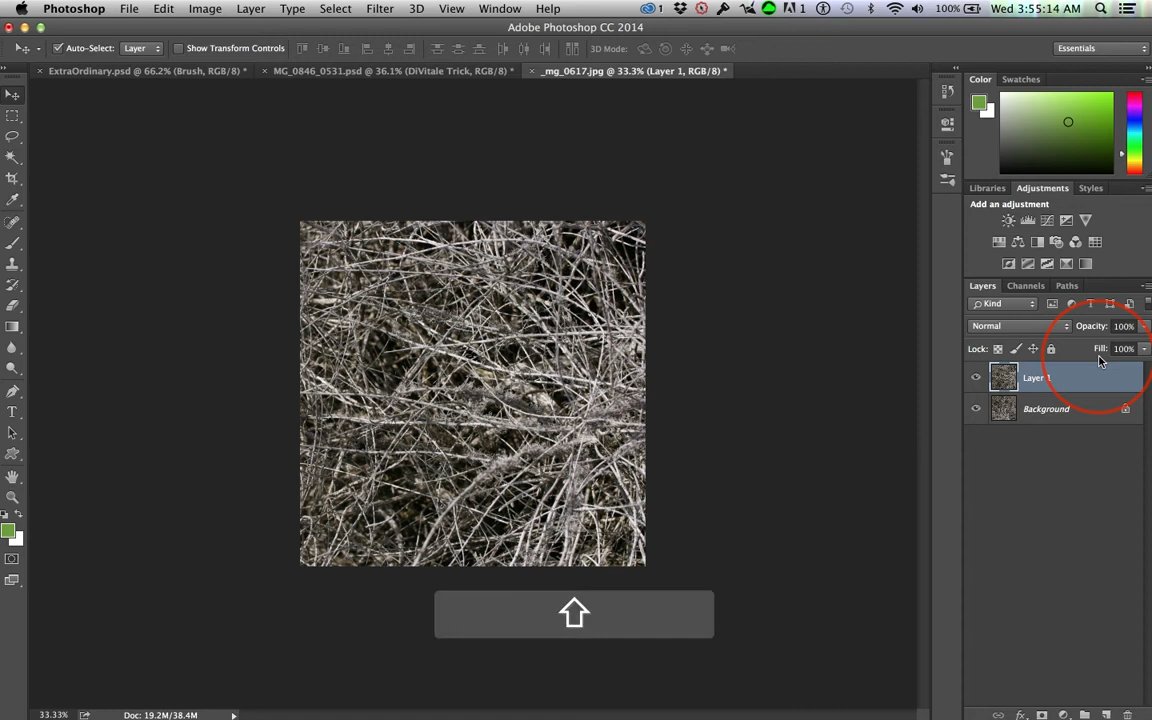 Photoshop File Edit Image Layer Type Select Filter 3D View Window Help 1 1 100% Wed 3:55:14 AM
Adobe Photoshop CC 2014
Auto-Select: Layer Show Transform Controls 3D Mode: Essentials
× ExtraOrdinary.psd @ 66.2% (Brush, RGB/8) * × MG_0846_0531.psd @ 36.1% (DiVitale Trick, RGB/8) * × _mg_0617.jpg @ 33.3% (Layer 1, RGB/8) *
Color Swatches
Libraries Adjustments Styles
Add an adjustment
Layers Channels Paths
Kind
Normal Opacity: 100%
Lock: Fill: 100%
Layer 1
Background
33.33% Doc: 19.2M/38.4M